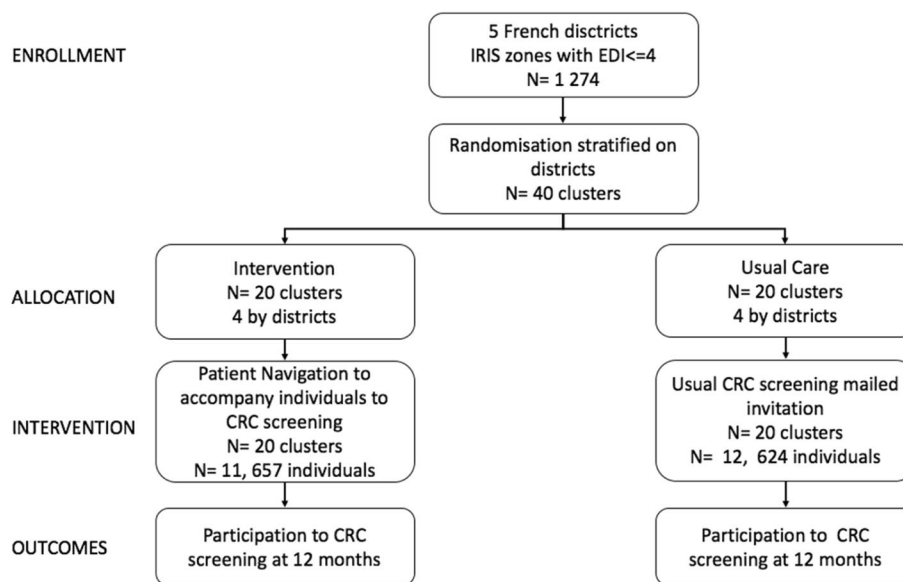 ENROLLMENT
5 French disctricts
IRIS zones with EDI<=4
N= 1 274
Randomisation stratified on
districts
N= 40 clusters
ALLOCATION
Intervention
N= 20 clusters
4 by districts
Usual Care
N= 20 clusters
4 by districts
INTERVENTION
Patient Navigation to
accompany individuals to
CRC screening
N= 20 clusters
N= 11, 657 individuals
Usual CRC screening mailed
invitation
N= 20 clusters
N= 12, 624 individuals
OUTCOMES
Participation to CRC
screening at 12 months
Participation to CRC
screening at 12 months